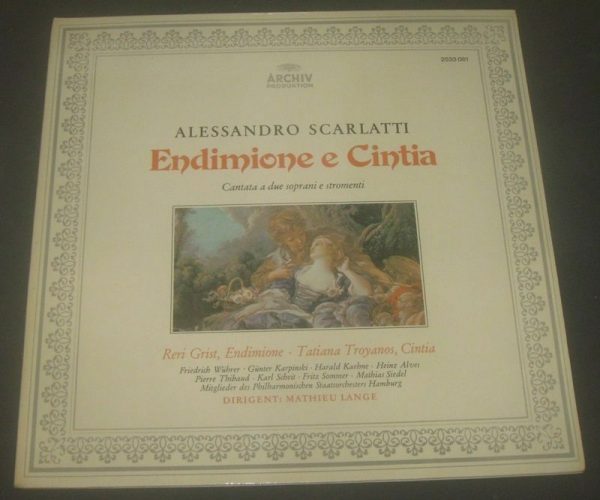 2533 061
ARCHIV
PRODUKTION
ALESSANDRO SCARLATTI
Endimione e Cintia
Cantata a due soprani e stromenti
Reri Grist, Endimione · Tatiana Troyanos, Cintia
Friedrich Wührer · Günter Karpinski · Harald Kuehne · Heinz Alves
Pierre Thibaud · Karl Scheit · Fritz Sommer · Mathias Siedel
Mitglieder des Philharmonischen Staatsorchesters Hamburg
DIRIGENT: MATHIEU LANGE